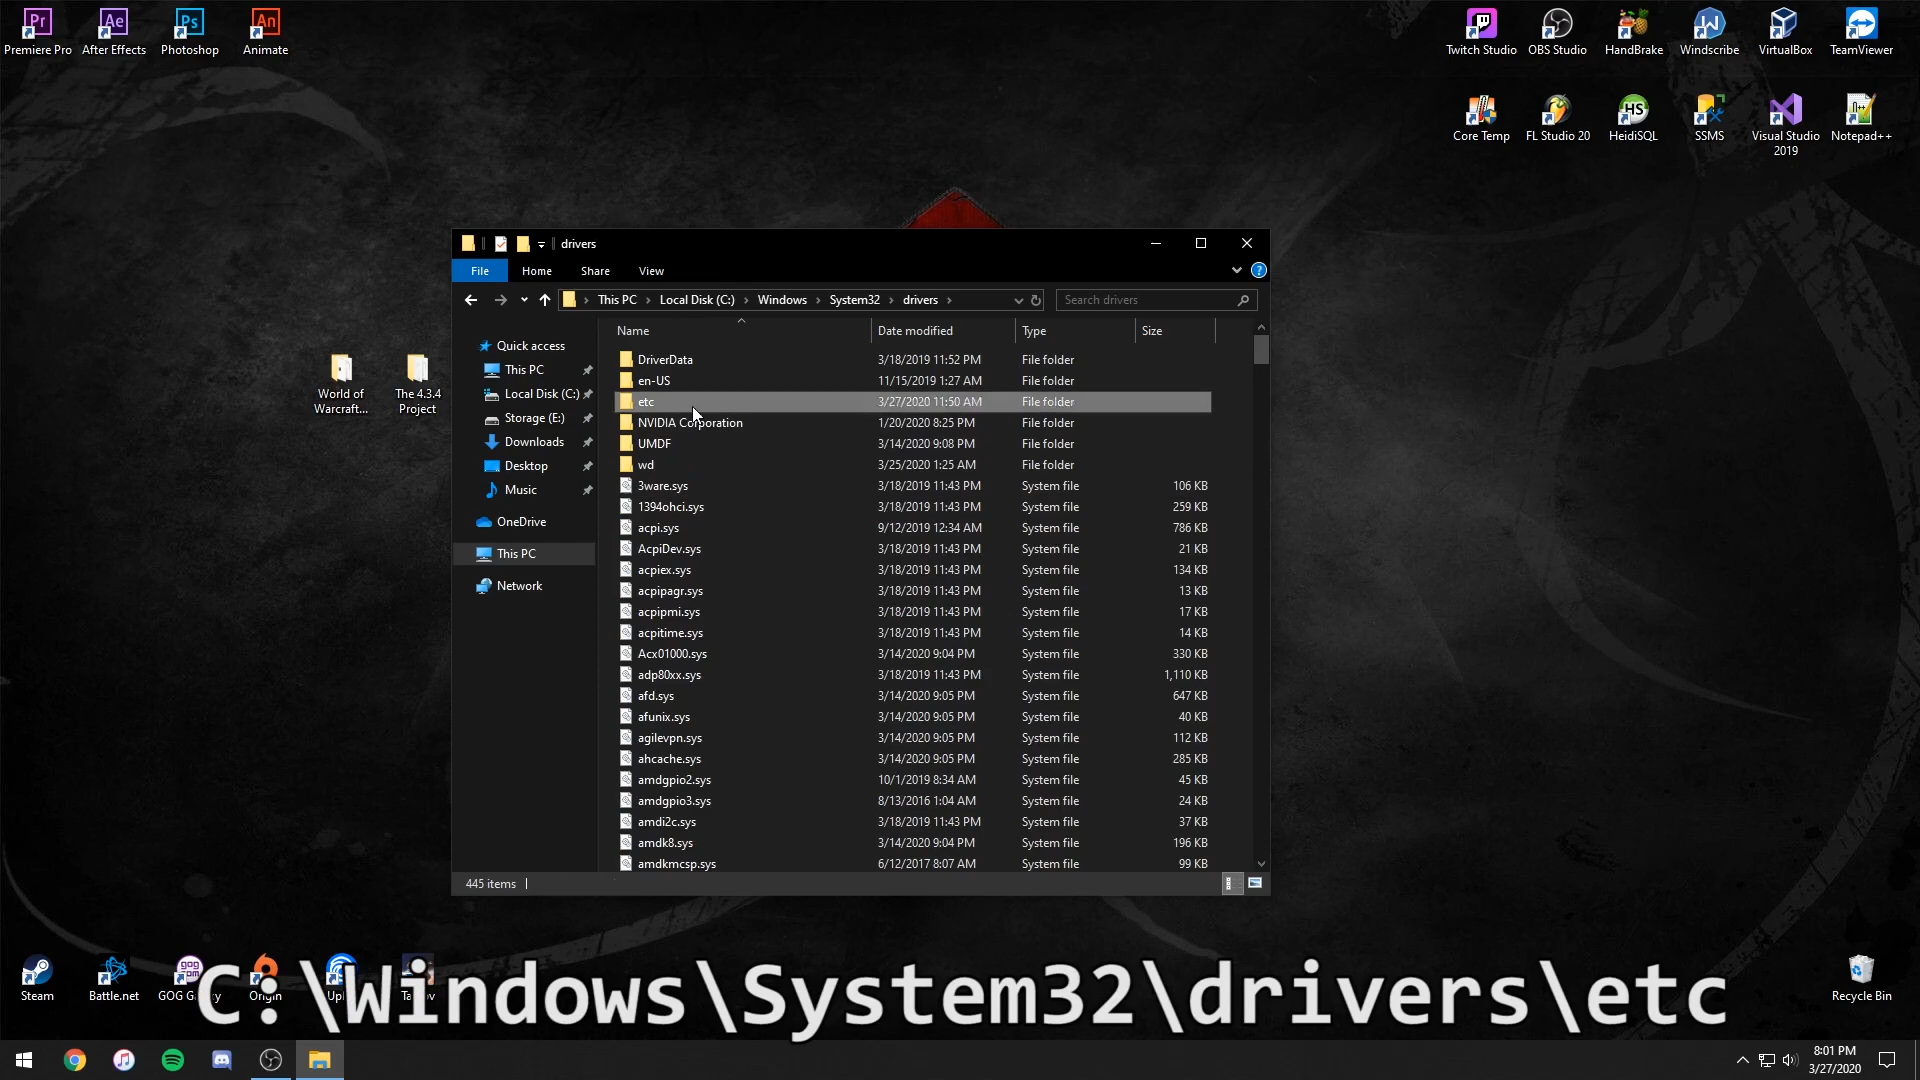 Premiere Pro
After Effects
Photoshop
Animate
Twitch Studio
OBS Studio
HandBrake
Windscribe
VirtualBox
TeamViewer
Core Temp
FL Studio 20
HeidiSQL
SSMS
Visual Studio 2019
Notepad++
World of Warcraft...
The 4.3.4 Project
drivers
File Home Share View
This PC > Local Disk (C:) > Windows > System32 > drivers >
Search drivers
Quick access
This PC
Local Disk (C:)
Storage (E:)
Downloads
Desktop
Music
OneDrive
This PC
Network
Name Date modified Type Size
DriverData 3/18/2019 11:52 PM File folder
en-US 11/15/2019 1:27 AM File folder
etc 3/27/2020 11:50 AM File folder
NVIDIA Corporation 1/20/2020 8:25 PM File folder
UMDF 3/14/2020 9:08 PM File folder
wd 3/25/2020 1:25 AM File folder
3ware.sys 3/18/2019 11:43 PM System file 106 KB
1394ohci.sys 3/18/2019 11:43 PM System file 259 KB
acpi.sys 9/12/2019 12:34 AM System file 786 KB
AcpiDev.sys 3/18/2019 11:43 PM System file 21 KB
acpiex.sys 3/18/2019 11:43 PM System file 134 KB
acpipagr.sys 3/18/2019 11:43 PM System file 13 KB
acpipmi.sys 3/18/2019 11:43 PM System file 17 KB
acpitime.sys 3/18/2019 11:43 PM System file 14 KB
Acx01000.sys 3/14/2020 9:04 PM System file 330 KB
adp80xx.sys 3/18/2019 11:43 PM System file 1,110 KB
afd.sys 3/14/2020 9:05 PM System file 647 KB
afunix.sys 3/14/2020 9:05 PM System file 40 KB
agilevpn.sys 3/14/2020 9:05 PM System file 112 KB
ahcache.sys 3/14/2020 9:05 PM System file 285 KB
amdgpio2.sys 10/1/2019 8:34 AM System file 45 KB
amdgpio3.sys 8/13/2016 1:04 AM System file 24 KB
amdi2c.sys 3/18/2019 11:43 PM System file 37 KB
amdk8.sys 3/14/2020 9:04 PM System file 196 KB
amdkmcsp.sys 6/12/2017 8:07 AM System file 99 KB
445 items
Steam
Battle.net
GOG
Origin
Recycle Bin
C:\Windows\System32\drivers\etc
8:01 PM
3/27/2020